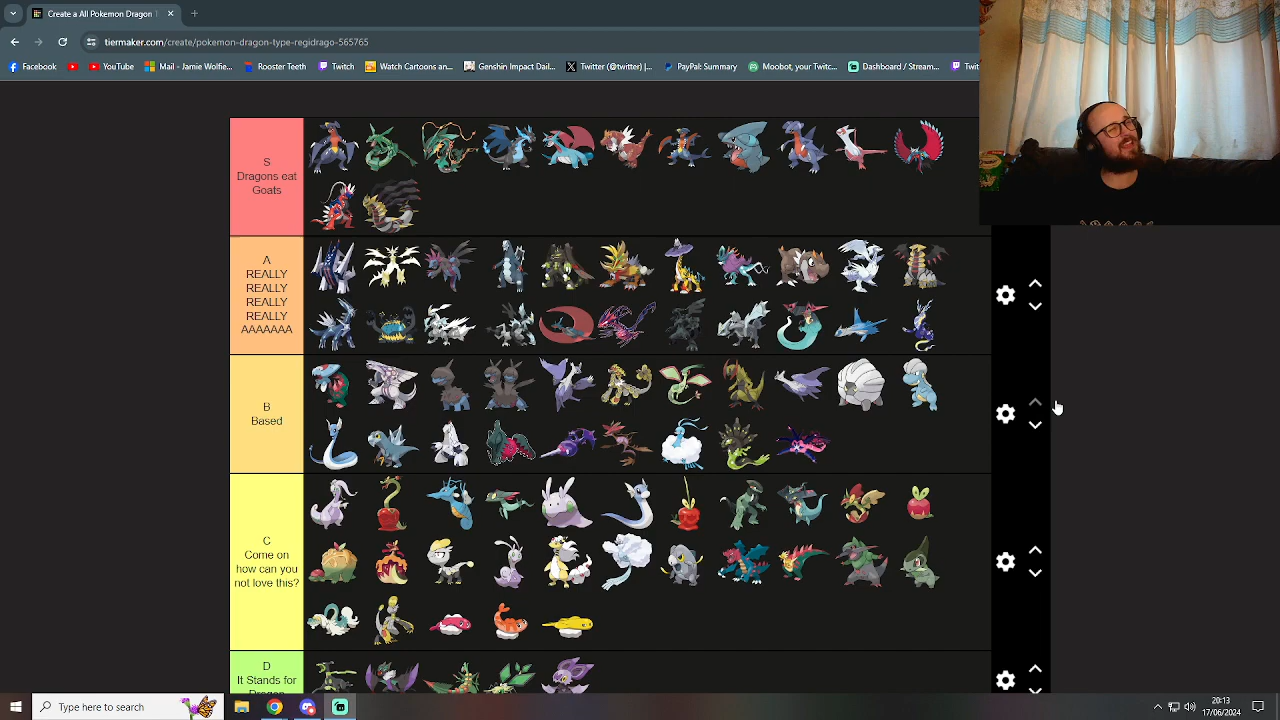 Create a All Pokemon Dragon T
tiermaker.com/create/pokemon-dragon-type-regidrago-565765
Facebook
YouTube
Mail - Jamie Wolfie...
Rooster Teeth
Twitch
Watch Cartoons an...
Genshin Impact Dail...
Twitter (@twitter) |...
PayPal Summary
Moobot, your Twitc...
Dashboard / Stream...
Twit
S
Dragons eat
Goats
A
REALLY
REALLY
REALLY
REALLY
AAAAAAA
B
Based
C
Come on
how can you
not love this?
D
It Stands for
Dragon
Type here to search
20:13
17/06/2024